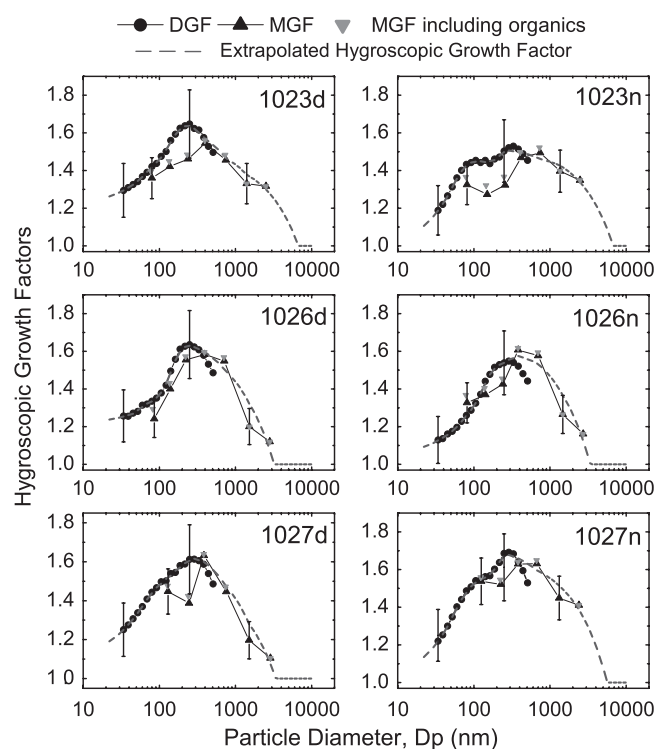 DGF MGF MGF including organics
Extrapolated Hygroscopic Growth Factor
Hygroscopic Growth Factors
1023d
1.8
1.6
1.4
1.2
1.0
10 100 1000 10000
1023n
1.8
1.6
1.4
1.2
1.0
10 100 1000 10000
1026d
1.8
1.6
1.4
1.2
1.0
10 100 1000 10000
1026n
1.8
1.6
1.4
1.2
1.0
10 100 1000 10000
1027d
1.8
1.6
1.4
1.2
1 0
10 100 1000 10000
1027n
1.8
1.6
1.4
1.2
1.0
10 100 1000 10000
Particle Diameter, Dp (nm)